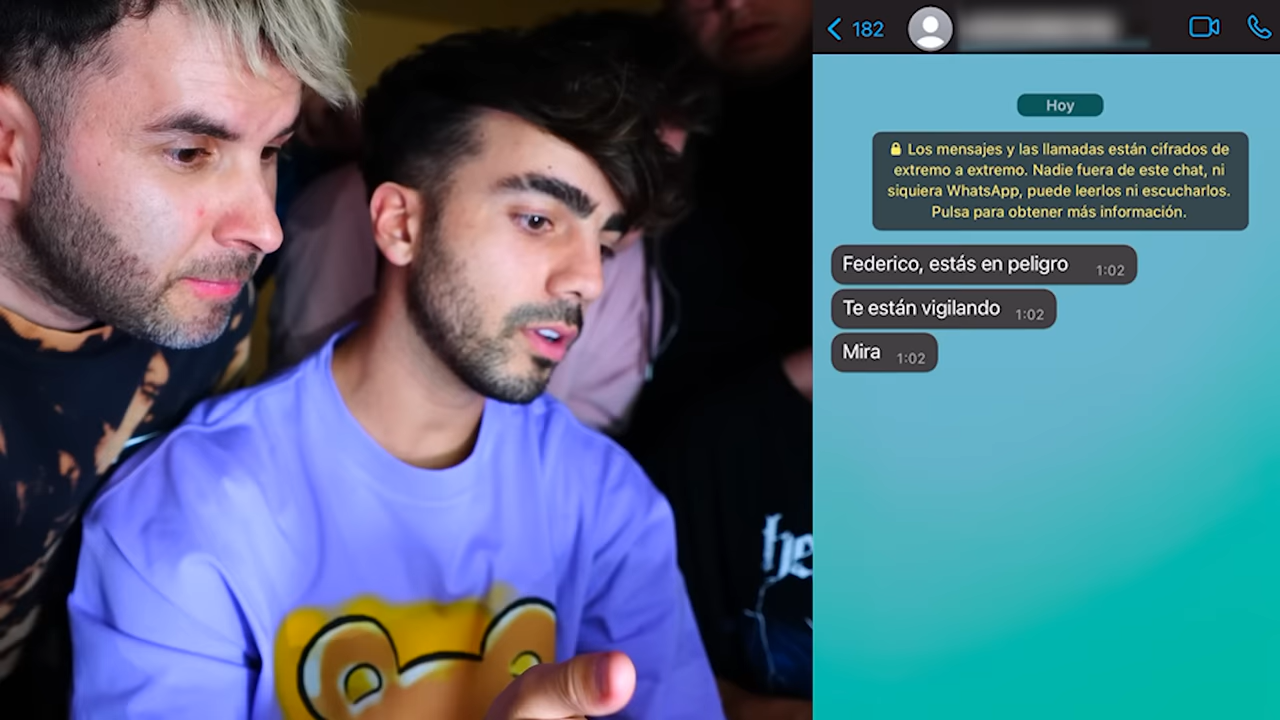 182
Hoy
Los mensajes y las llamadas están cifrados de
extremo a extremo. Nadie fuera de este chat, ni
siquiera WhatsApp, puede leerlos ni escucharlos.
Pulsa para obtener más información.
Federico, estás en peligro 1:02
Te están vigilando 1:02
Mira 1:02